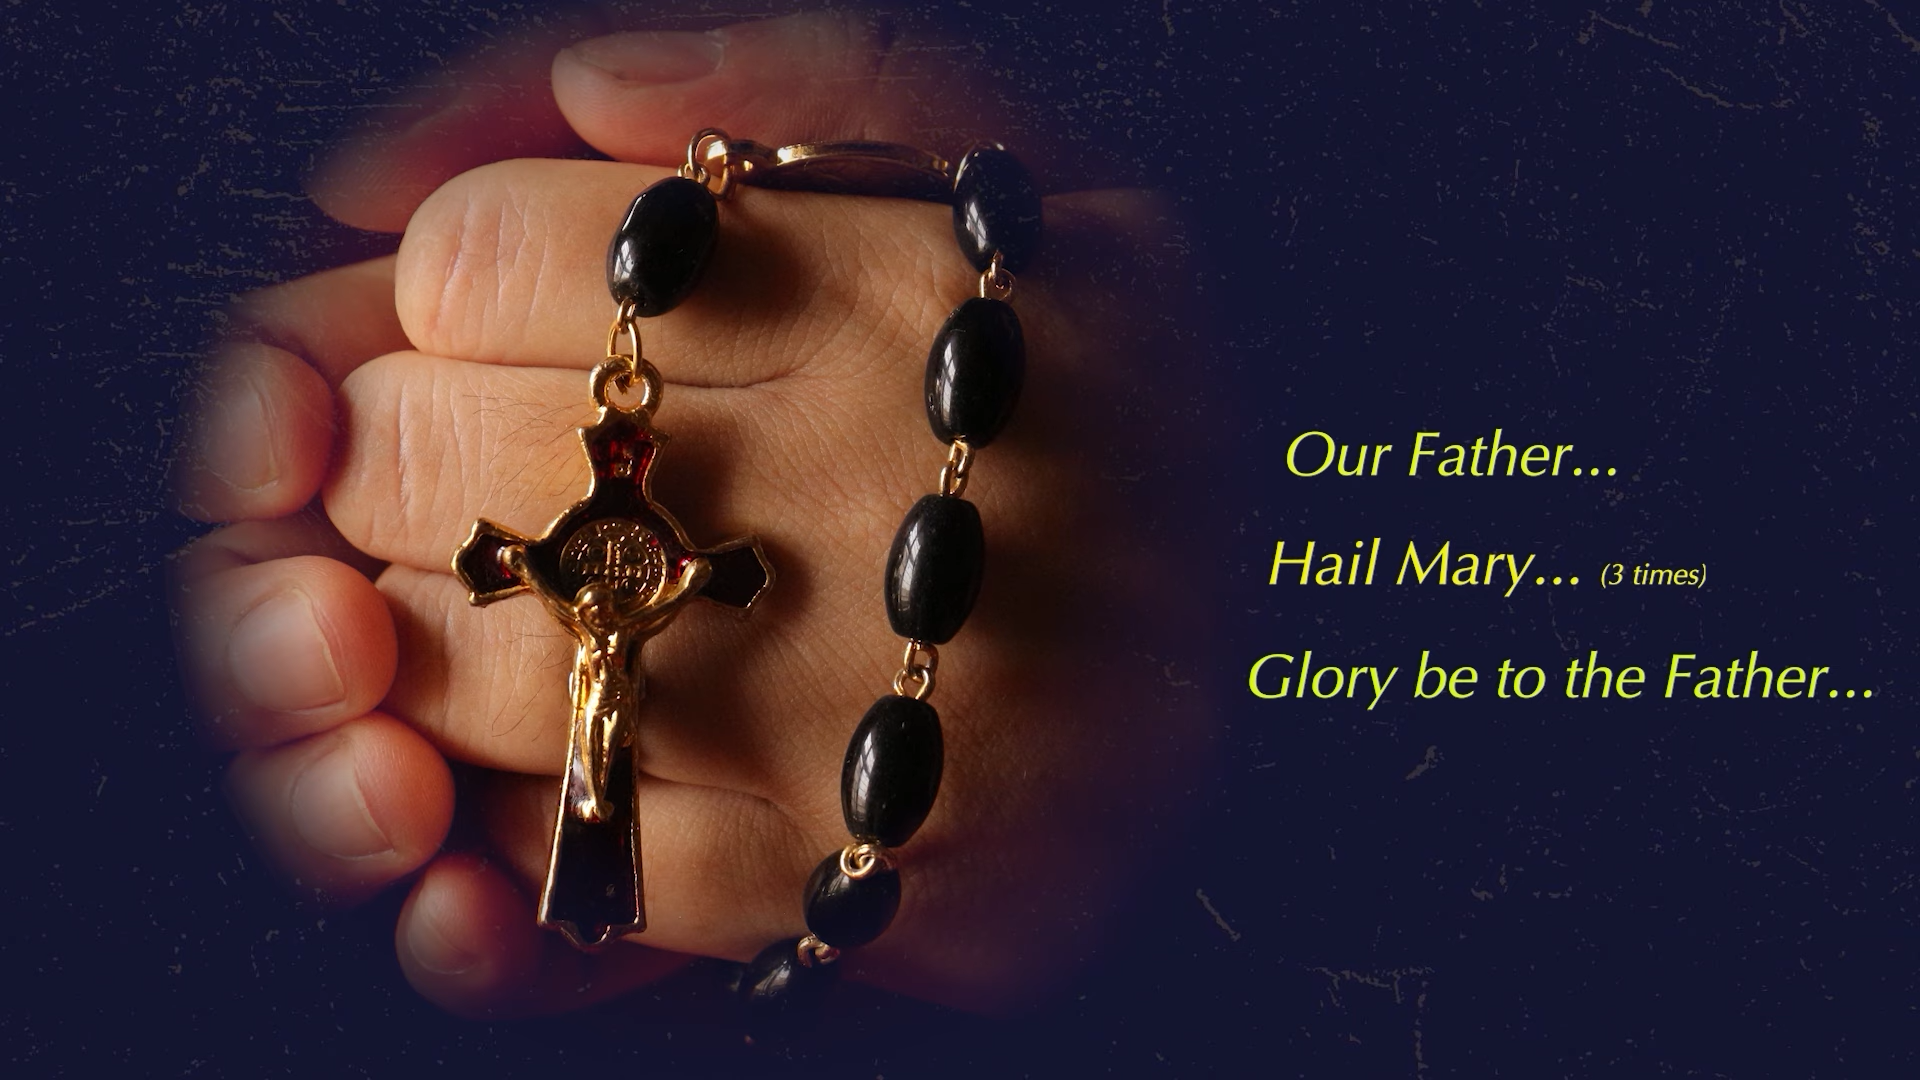 Our Father...
Hail Mary... (3 times)
Glory be to the Father...